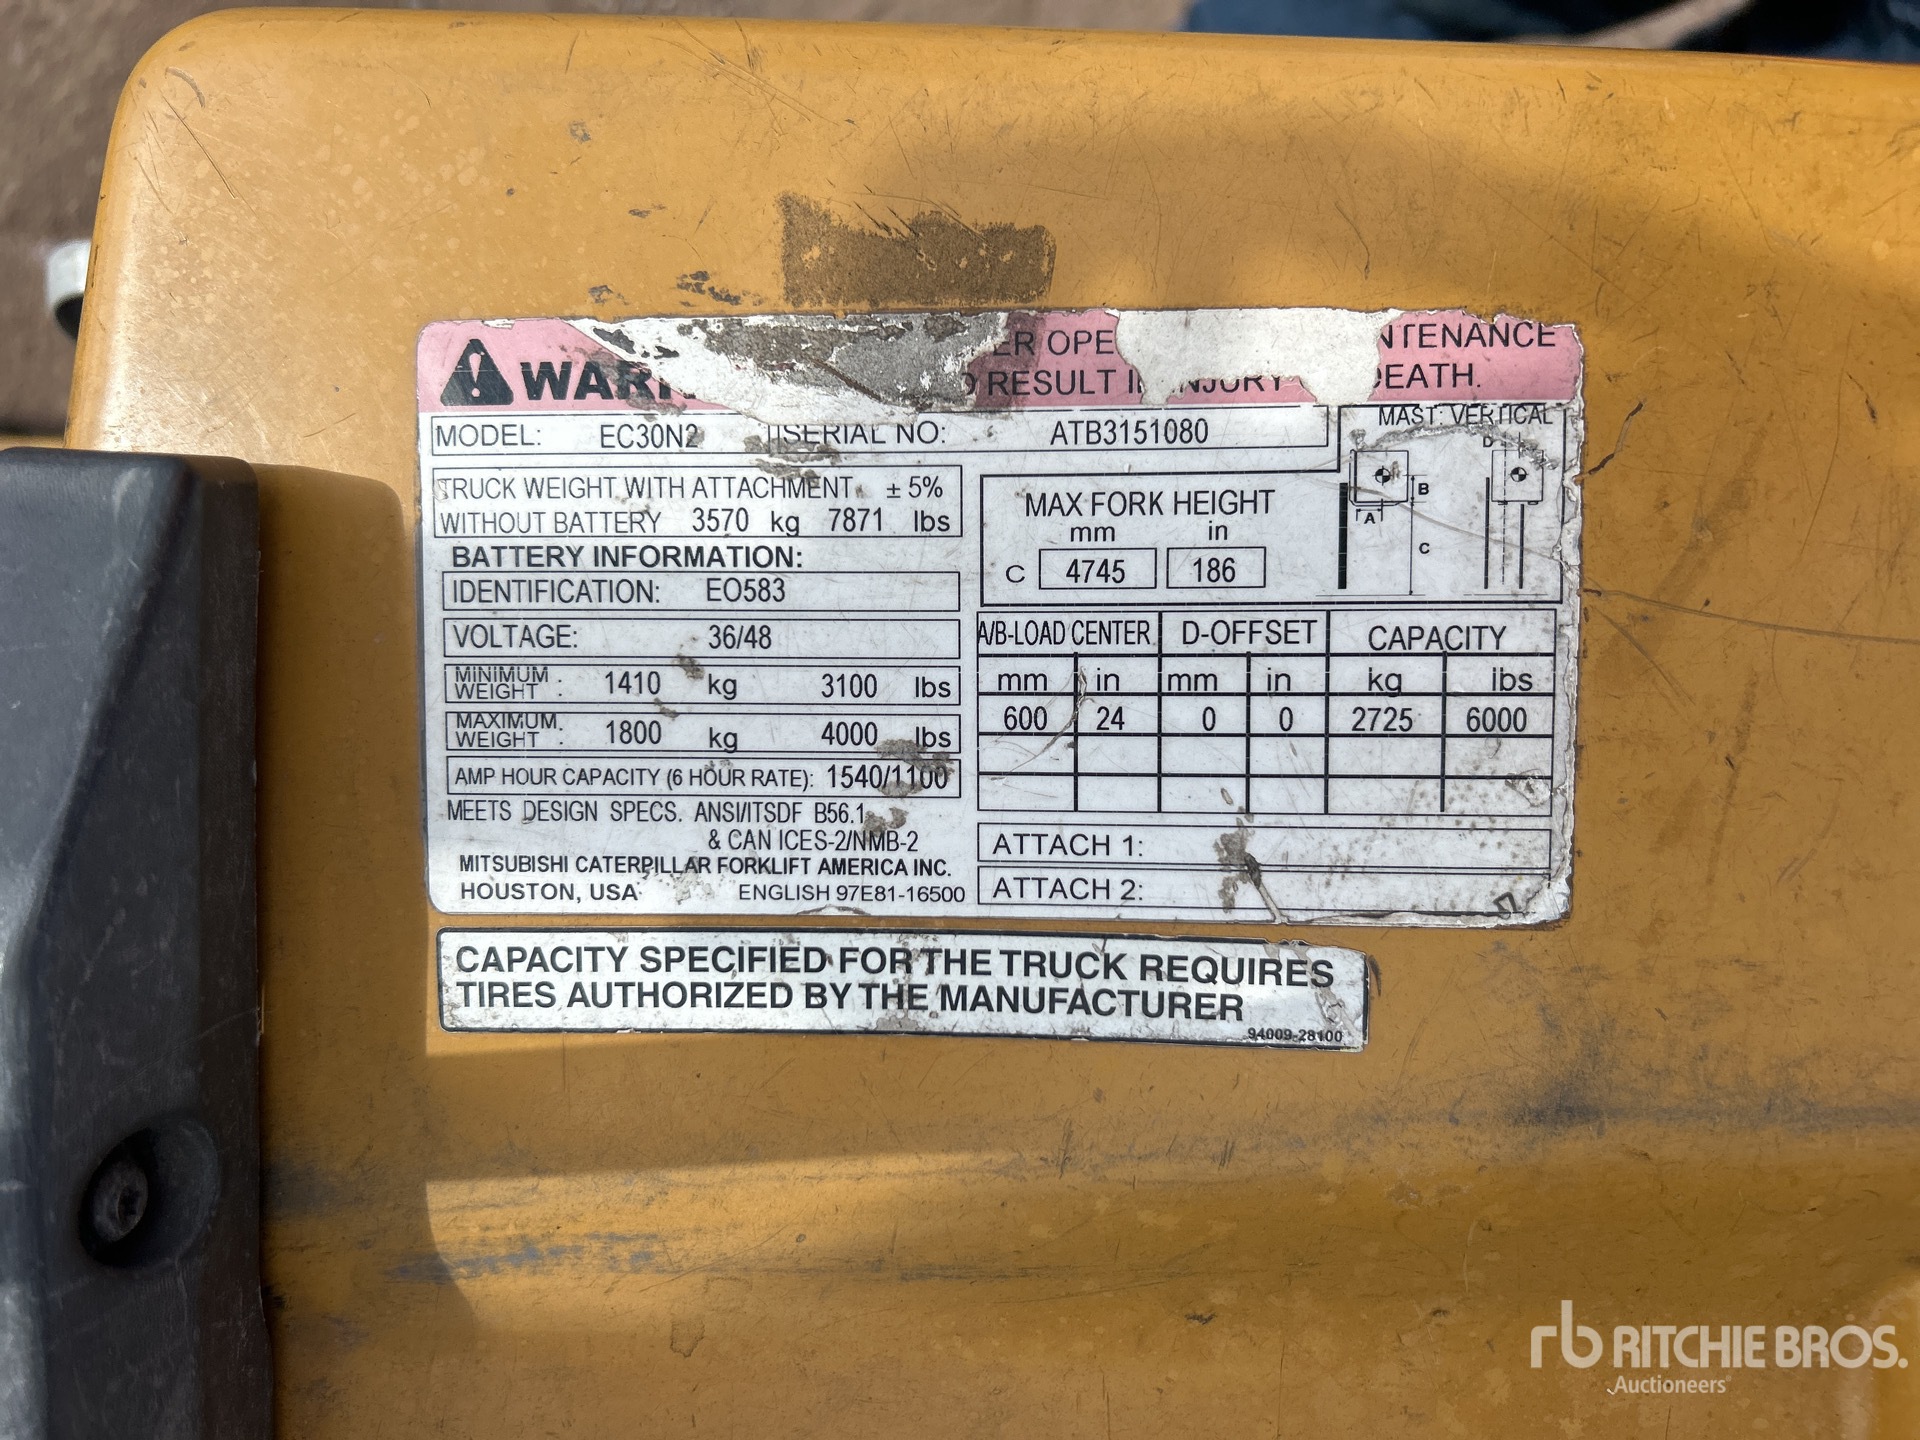 ER OPE NTENANCE
RESULT IN INJURY DEATH.
MODEL: EC30N2 SERIAL NO: ATB3151080
MAST: VERTICAL
TRUCK WEIGHT WITH ATTACHMENT ± 5%
WITHOUT BATTERY 3570 kg 7871 lbs
BATTERY INFORMATION:
IDENTIFICATION: EO583
VOLTAGE: 36/48
MINIMUM WEIGHT : 1410 kg 3100 lbs
MAXIMUM WEIGHT : 1800 kg 4000 lbs
AMP HOUR CAPACITY (6 HOUR RATE): 1540/1100
MEETS DESIGN SPECS. ANSI/ITSDF B56.1
& CAN ICES-2/NMB-2
MITSUBISHI CATERPILLAR FORKLIFT AMERICA INC.
HOUSTON, USA ENGLISH 97E81-16500
MAX FORK HEIGHT
mm in
C 4745 186
D
B
A
C
A/B-LOAD CENTER D-OFFSET CAPACITY
mm in mm in kg lbs
600 24 0 0 2725 6000
ATTACH 1:
ATTACH 2:
CAPACITY SPECIFIED FOR THE TRUCK REQUIRES
TIRES AUTHORIZED BY THE MANUFACTURER
94009-28100
rb RITCHIE BROS.
Auctioneers